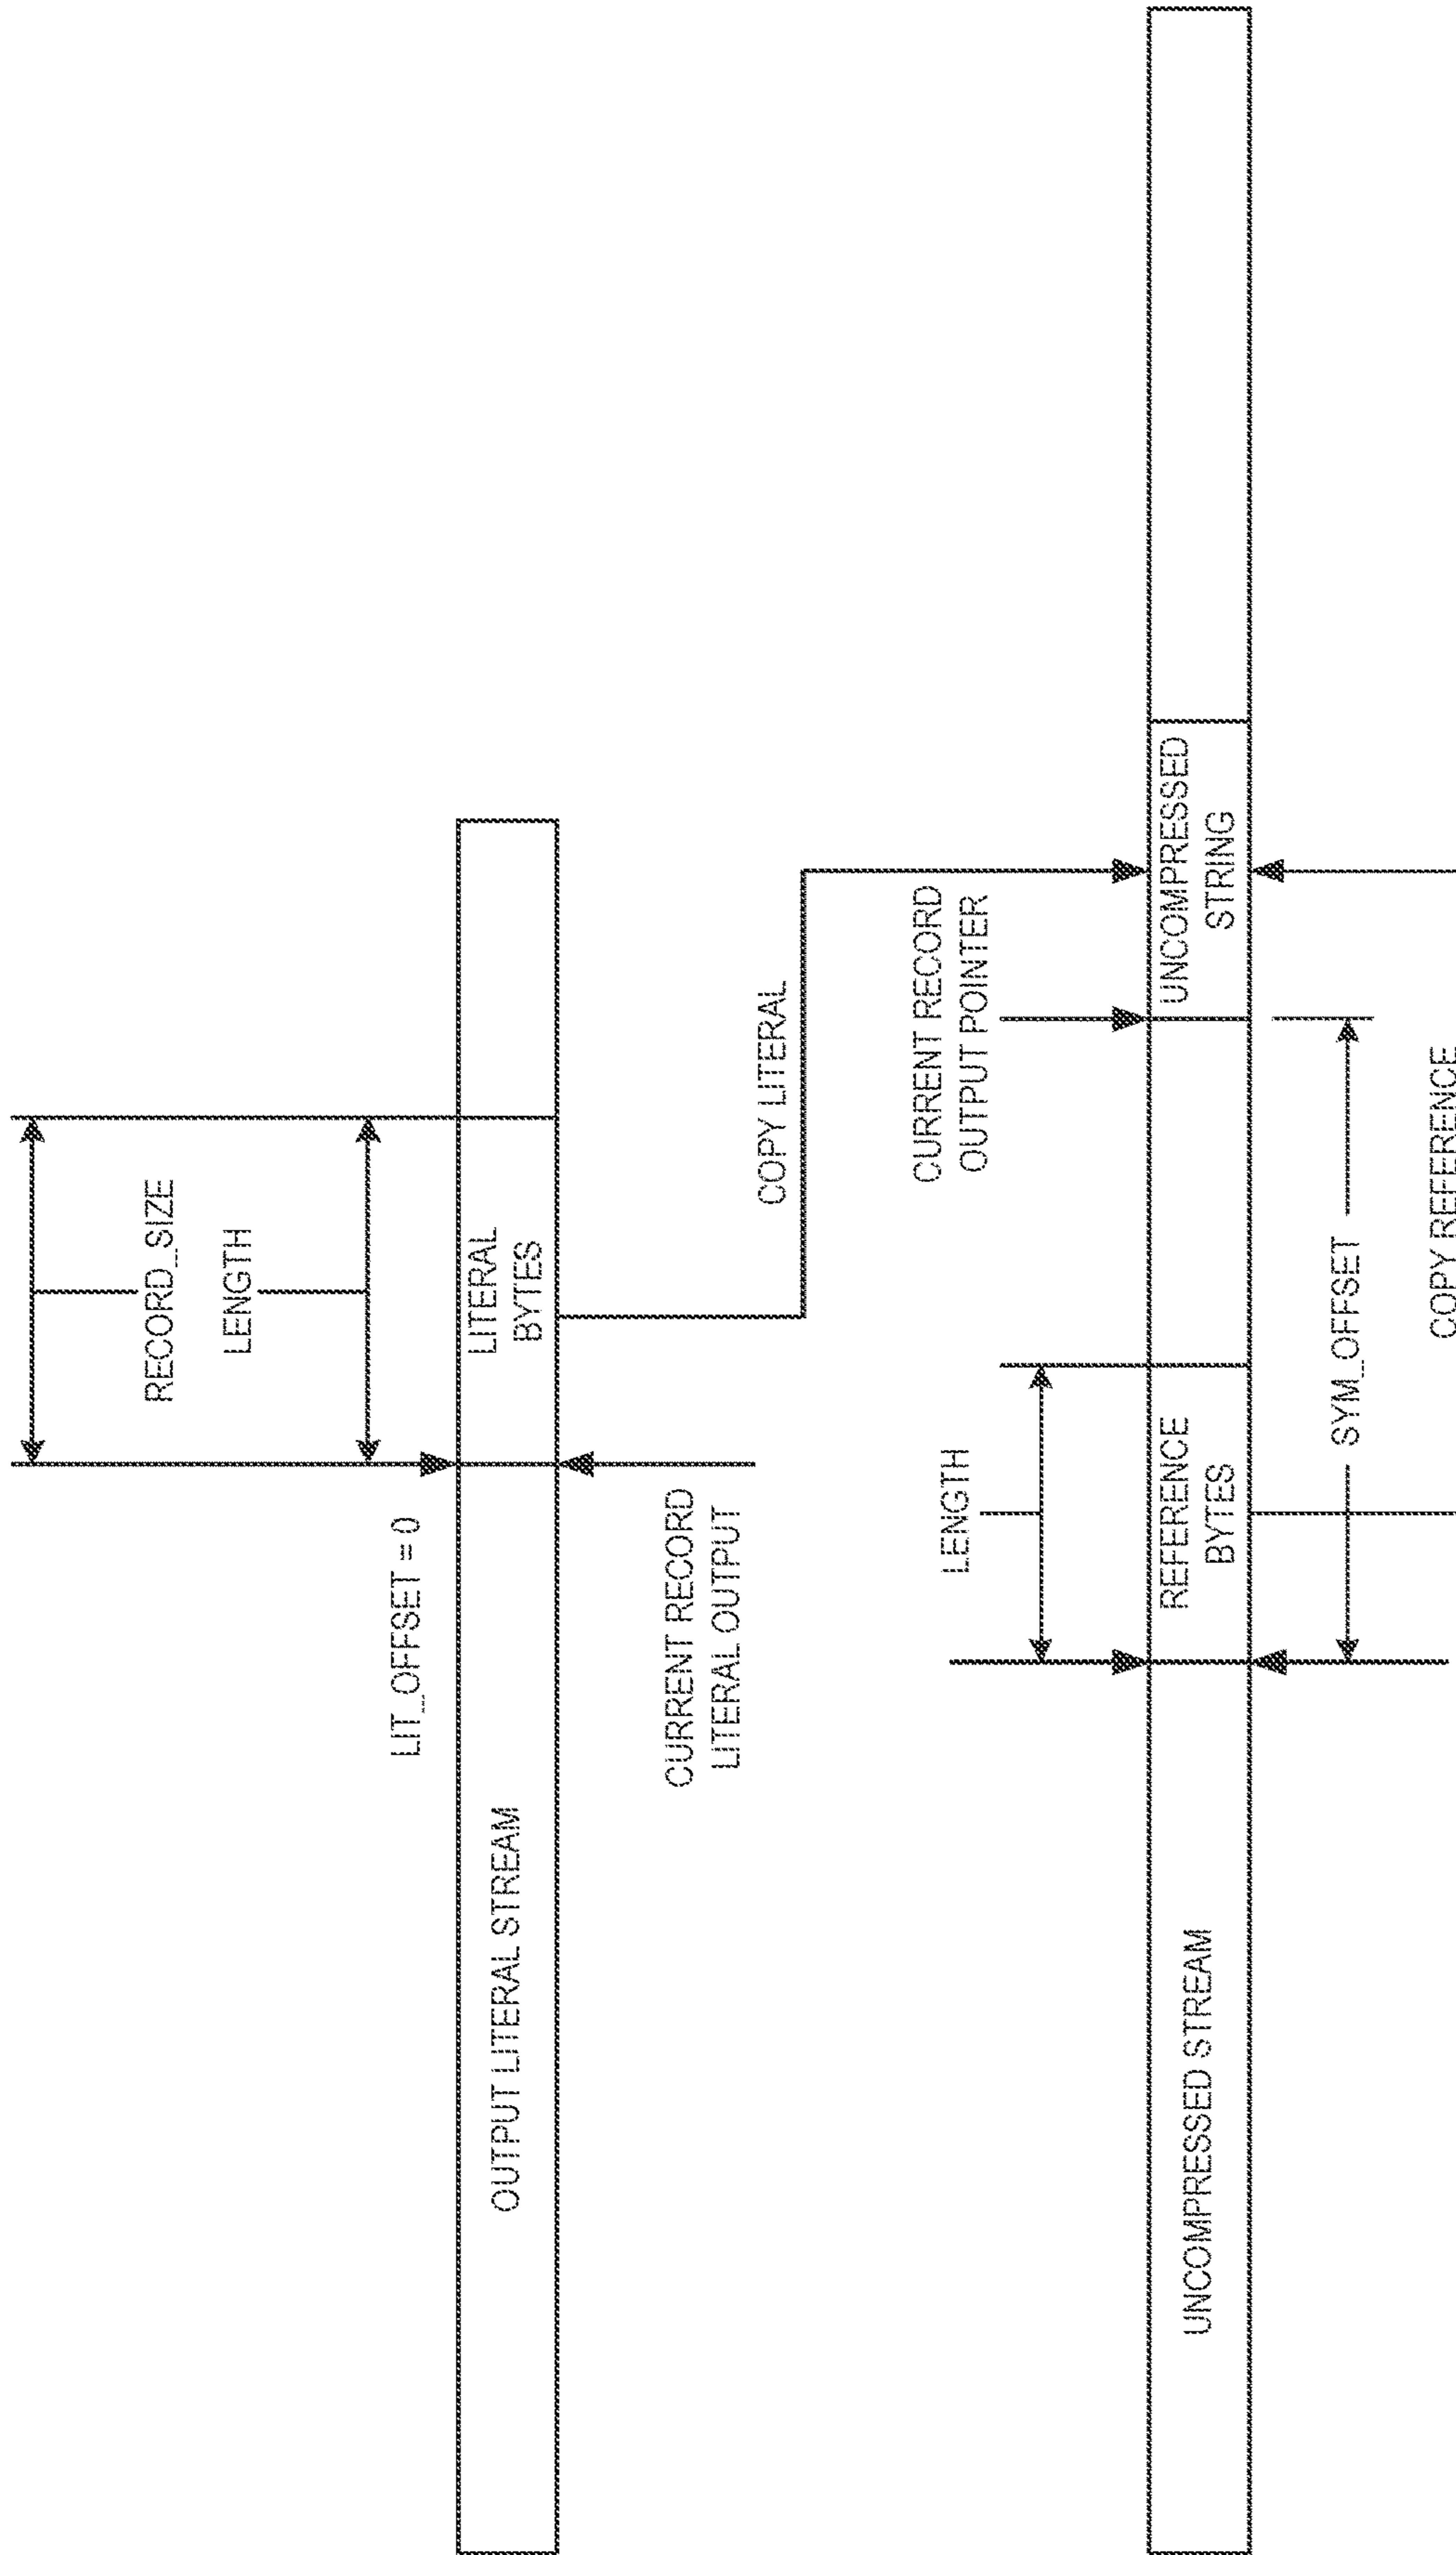 RECORD_SIZE
LENGTH
LIT_OFFSET = 0
OUTPUT LITERAL STREAM
LITERAL
BYTES
CURRENT RECORD
LITERAL OUTPUT
COPY LITERAL
CURRENT RECORD
OUTPUT POINTER
LENGTH
UNCOMPRESSED STREAM
REFERENCE
BYTES
UNCOMPRESSED
STRING
SYM_OFFSET
COPY REFERENCE